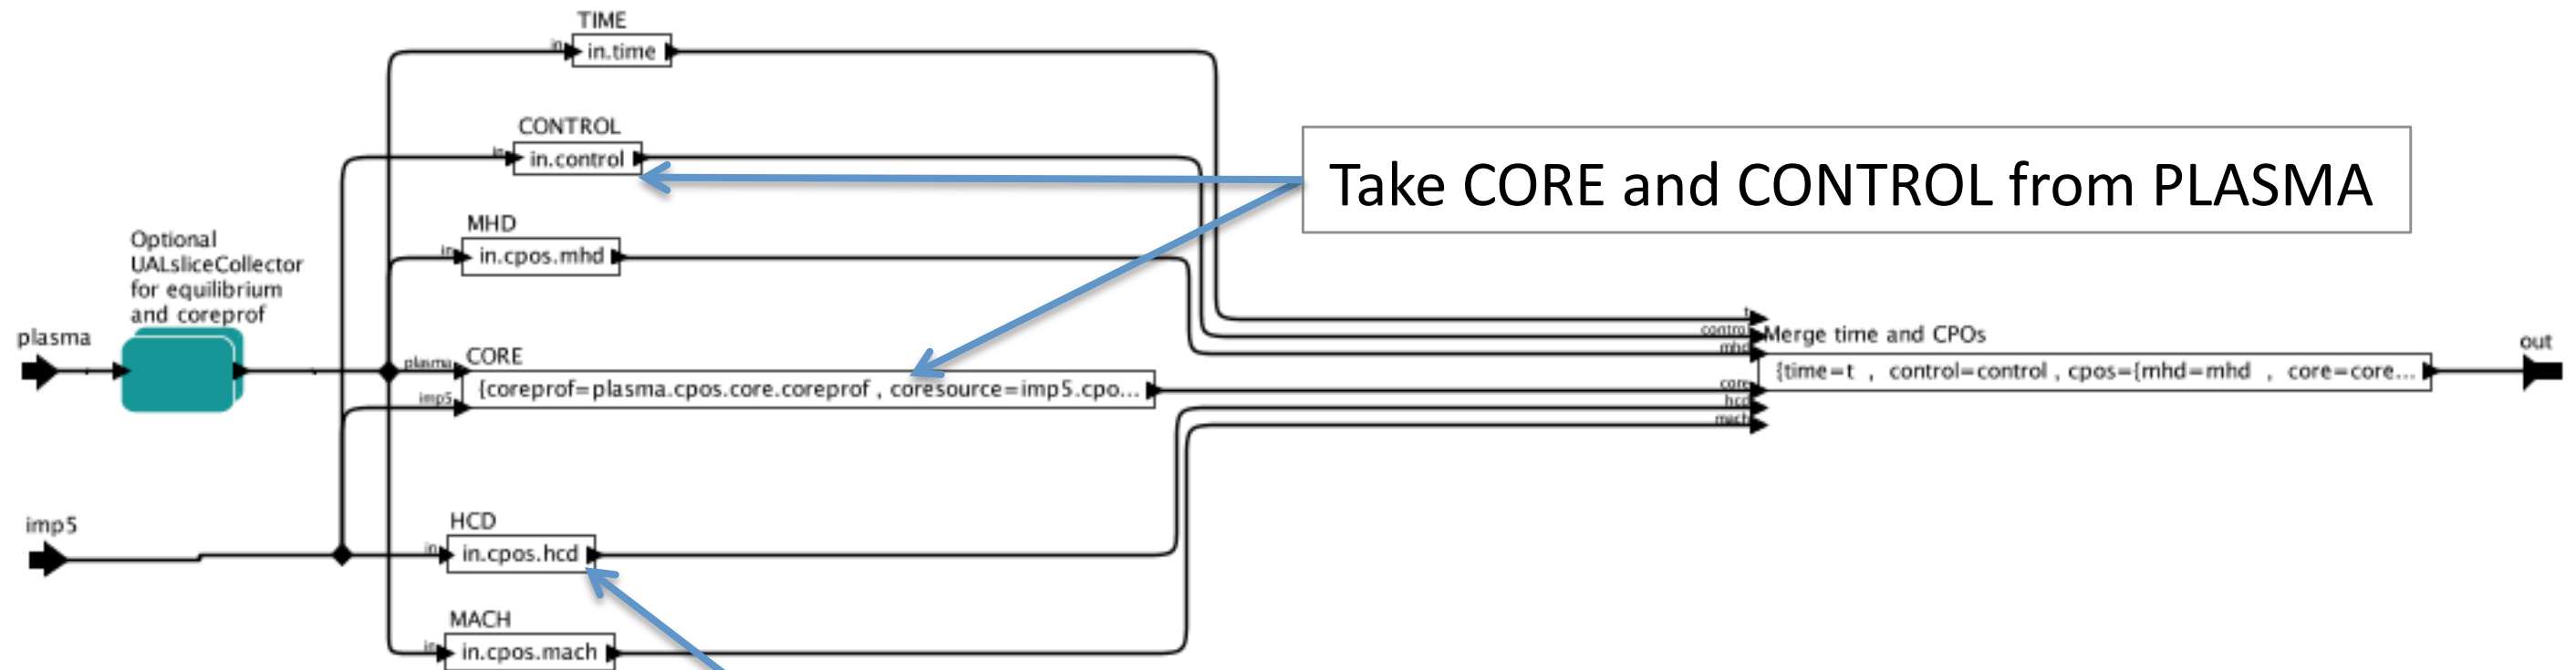 TIME
in
in.time
CONTROL
in
in.control
Take CORE and CONTROL from PLASMA
MHD
in
in.cpos.mhd
Optional
UALsliceCollector
for equilibrium
and coreprof
plasma
plasma
CORE
{coreprof=plasma.cpos.core.coreprof , coresource=imp5.cpo...
imp5
t
control
mhd
Merge time and CPOs
{time=t , control=control , cpos={mhd=mhd , core=core...
core
hcd
mach
out
imp5
HCD
in
in.cpos.hcd
MACH
in
in.cpos.mach